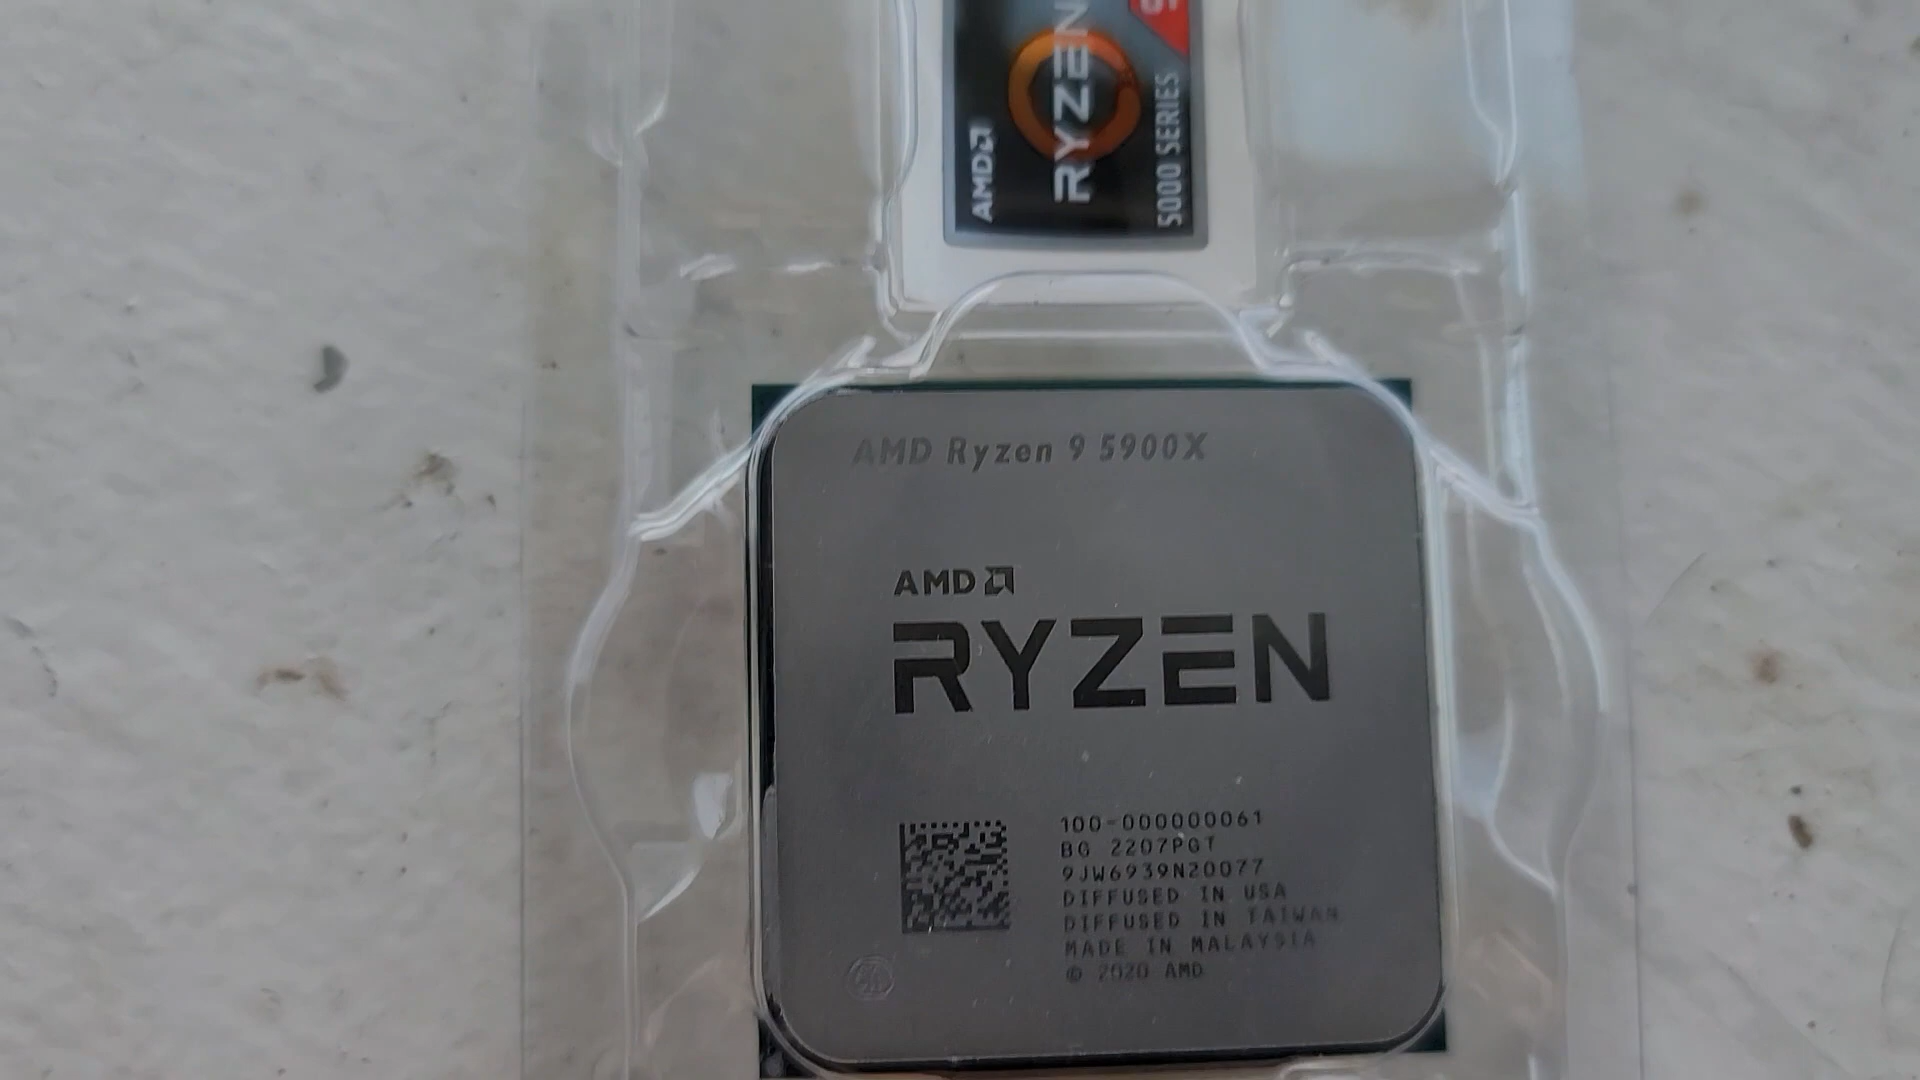 AMD
RYZEN
5000 SERIES
9
AMD Ryzen 9 5900X
AMD
RYZEN
100-000000061
BG 2207PGT
9JW6939N20077
DIFFUSED IN USA
DIFFUSED IN TAIWAN
MADE IN MALAYSIA
© 2020 AMD